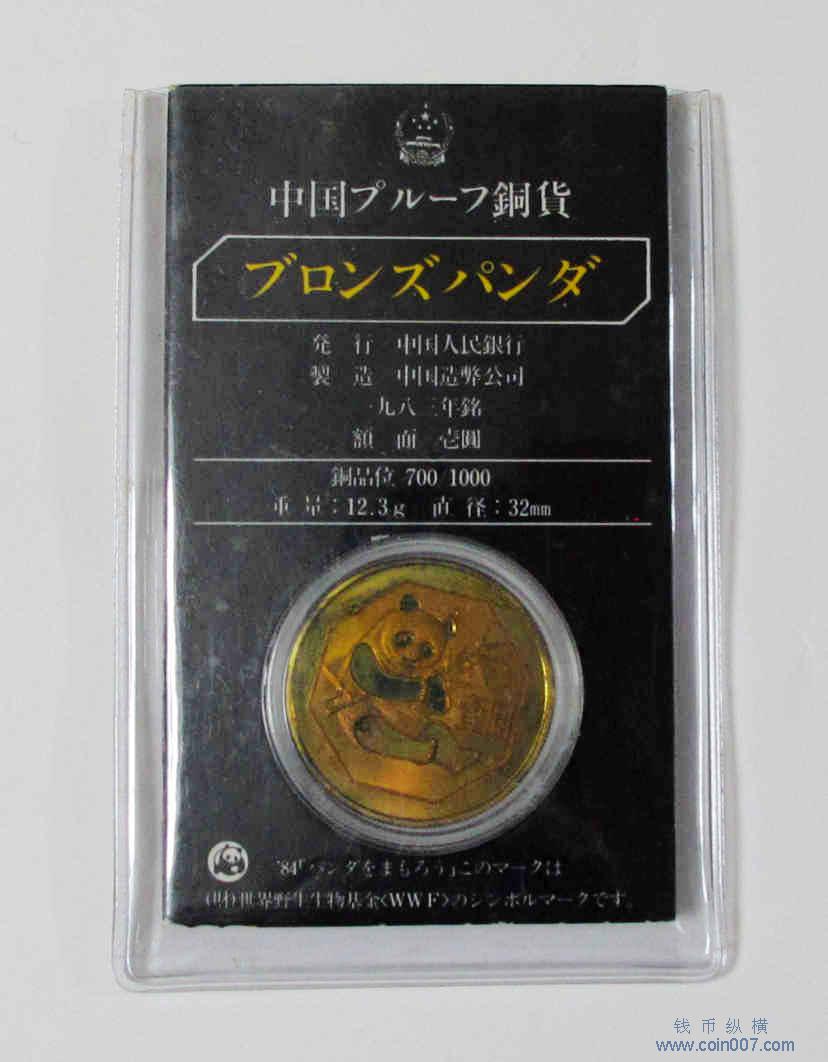 中国プルーフ銅貨
ブロンズパンダ
発 行 中国人民銀行
製 造 中国造幣公司
一九八三年銘
額 面 壱圓
銅品位 700/1000
重 量：12.3g 直 径：32mm
'84「パンダをまもろう」このマークは
(財)世界野生生物基金〈WWF〉のシンボルマークです。
钱币纵横
www.coin007.com